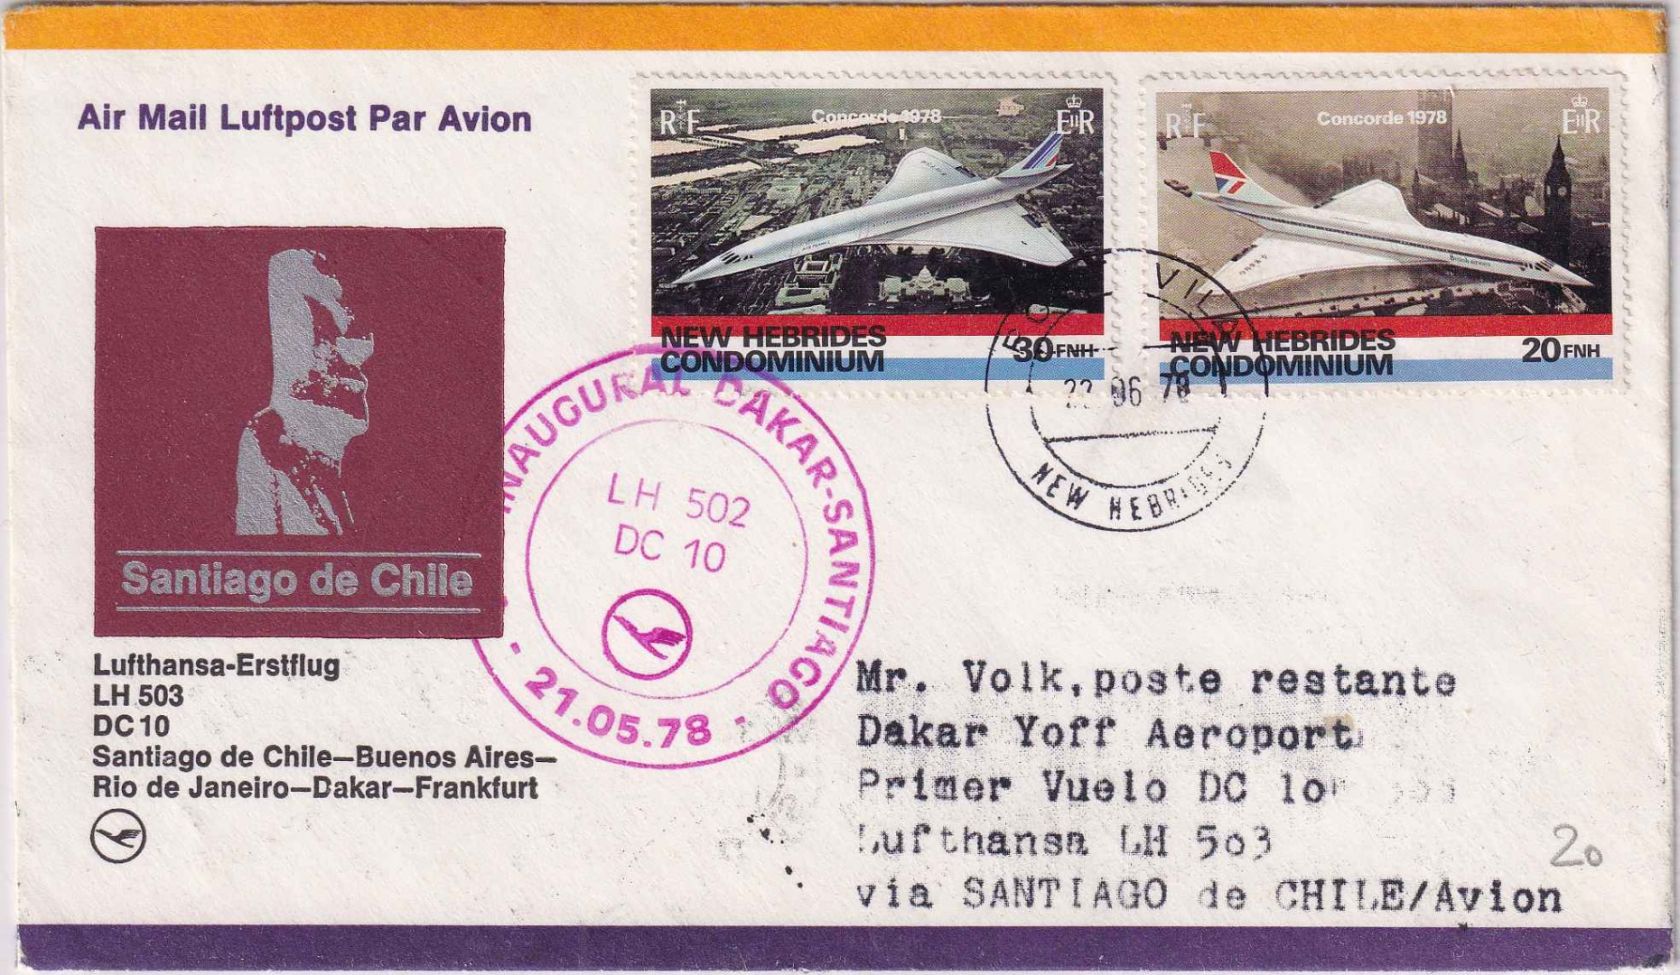 Air Mail Luftpost Par Avion
RF
Concorde 1978
EIIR
NEW HEBRIDES
CONDOMINIUM
30 FNH
RF
Concorde 1978
EIIR
NEW HEBRIDES
CONDOMINIUM
20 FNH
VILA
06 78
NEW HEBRIDES
INAUGURAL DAKAR-SANTIAGO
LH 502
DC 10
· 21.05.78 ·
Santiago de Chile
Lufthansa-Erstflug
LH 503
DC 10
Santiago de Chile—Buenos Aires—
Rio de Janeiro—Dakar—Frankfurt
Mr. Volk,poste restante
Dakar Yoff Aeroport
Primer Vuelo DC 10
Lufthansa LH 503
via SANTIAGO de CHILE/Avion
20